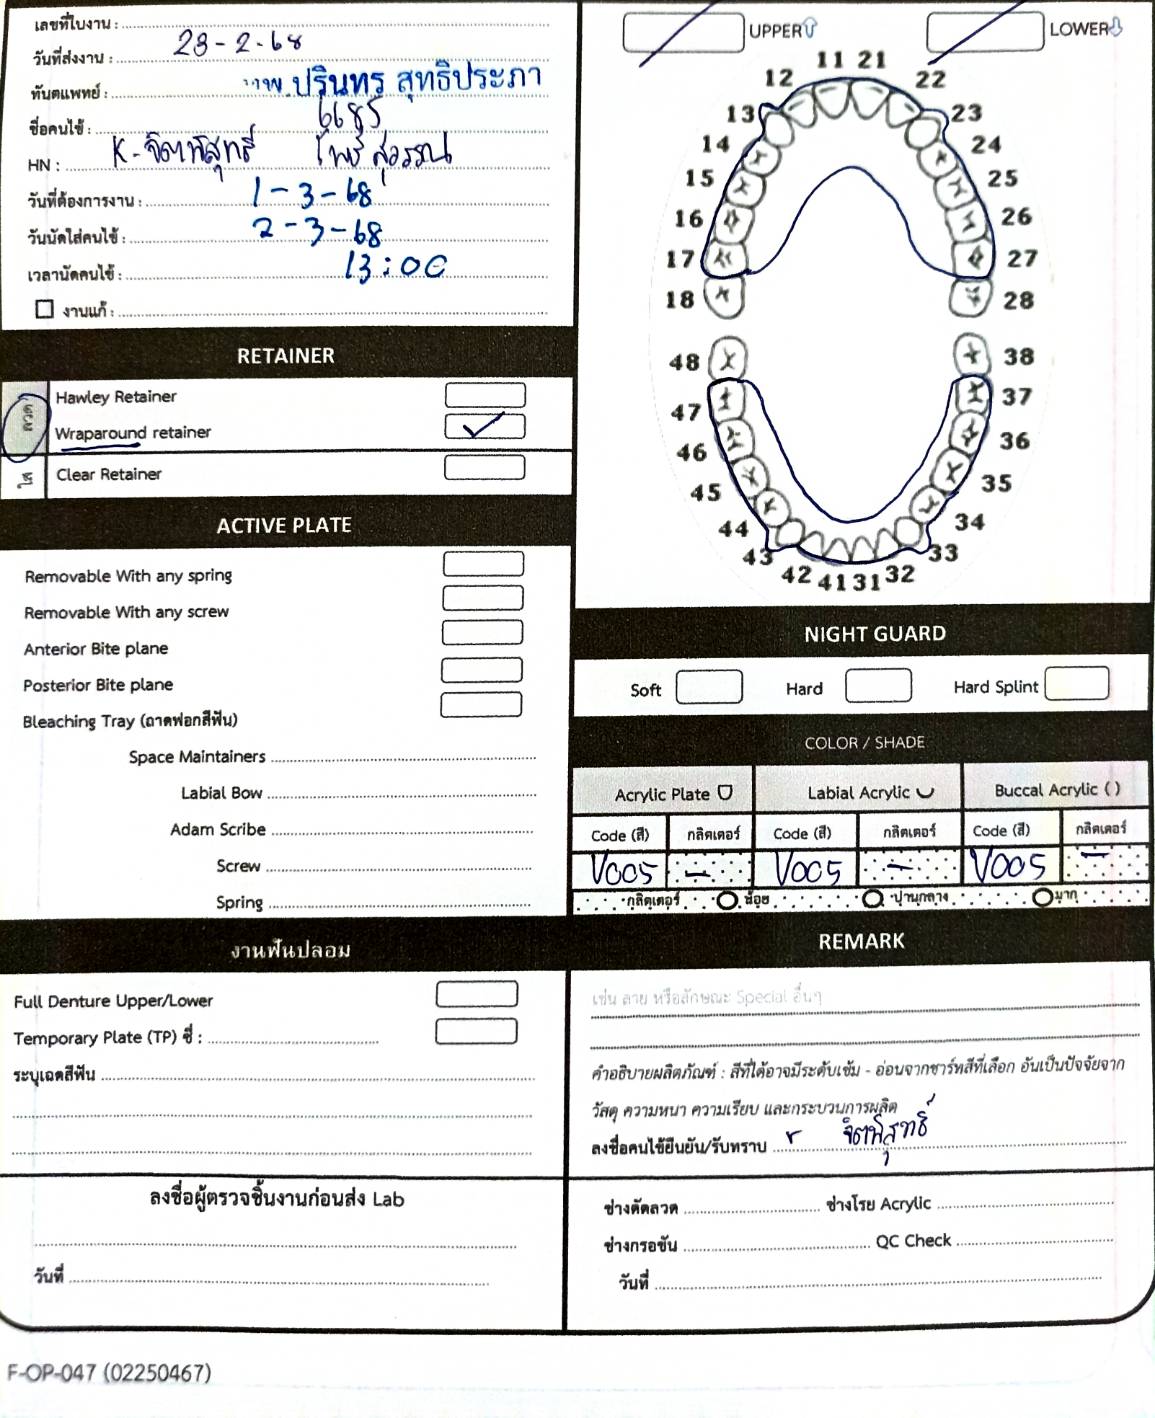 เลขที่ใบงาน :
วันที่ส่งงาน : 28-2-68
ทันตแพทย์ : ทพ.ปรินทร สุทธิประภา
ชื่อคนไข้ : 6685
HN : K-จิตพิสุทธิ์ โพธิ์สุวรรณ
วันที่ต้องการงาน : 1-3-68
วันนัดใส่คนไข้ : 2-3-68
เวลานัดคนไข้ : 13:00
งานแก้ :
UPPER LOWER
11 21
12 22
13 23
14 24
15 25
16 26
17 27
18 28
48 38
47 37
46 36
45 35
44 34
43 33
42 41 31 32
RETAINER
ลวด
Hawley Retainer
Wraparound retainer ✓
ใส
Clear Retainer
ACTIVE PLATE
Removable With any spring
Removable With any screw
Anterior Bite plane
Posterior Bite plane
Bleaching Tray (ถาดฟอกสีฟัน)
Space Maintainers
Labial Bow
Adam Scribe
Screw
Spring
NIGHT GUARD
Soft Hard Hard Splint
COLOR / SHADE
Acrylic Plate Labial Acrylic Buccal Acrylic ( )
Code (สี) กลิตเตอร์ Code (สี) กลิตเตอร์ Code (สี) กลิตเตอร์
V005 - V005 - V005 -
กลิตเตอร์ น้อย ปานกลาง มาก
งานฟันปลอม
Full Denture Upper/Lower
Temporary Plate (TP) ซี่ :
ระบุเฉดสีฟัน
REMARK
เช่น ลาย หรือลักษณะ Special อื่นๆ
คำอธิบายผลิตภัณฑ์ : สีที่ได้อาจมีระดับเข้ม - อ่อนจากชาร์ทสีที่เลือก อันเป็นปัจจัยจาก
วัสดุ ความหนา ความเรียบ และกระบวนการผลิต
ลงชื่อคนไข้ยืนยัน/รับทราบ จิตพิสุทธิ์
ลงชื่อผู้ตรวจชิ้นงานก่อนส่ง Lab
วันที่
ช่างดัดลวด ช่างโรย Acrylic
ช่างกรอขัน QC Check
วันที่
F-OP-047 (02250467)